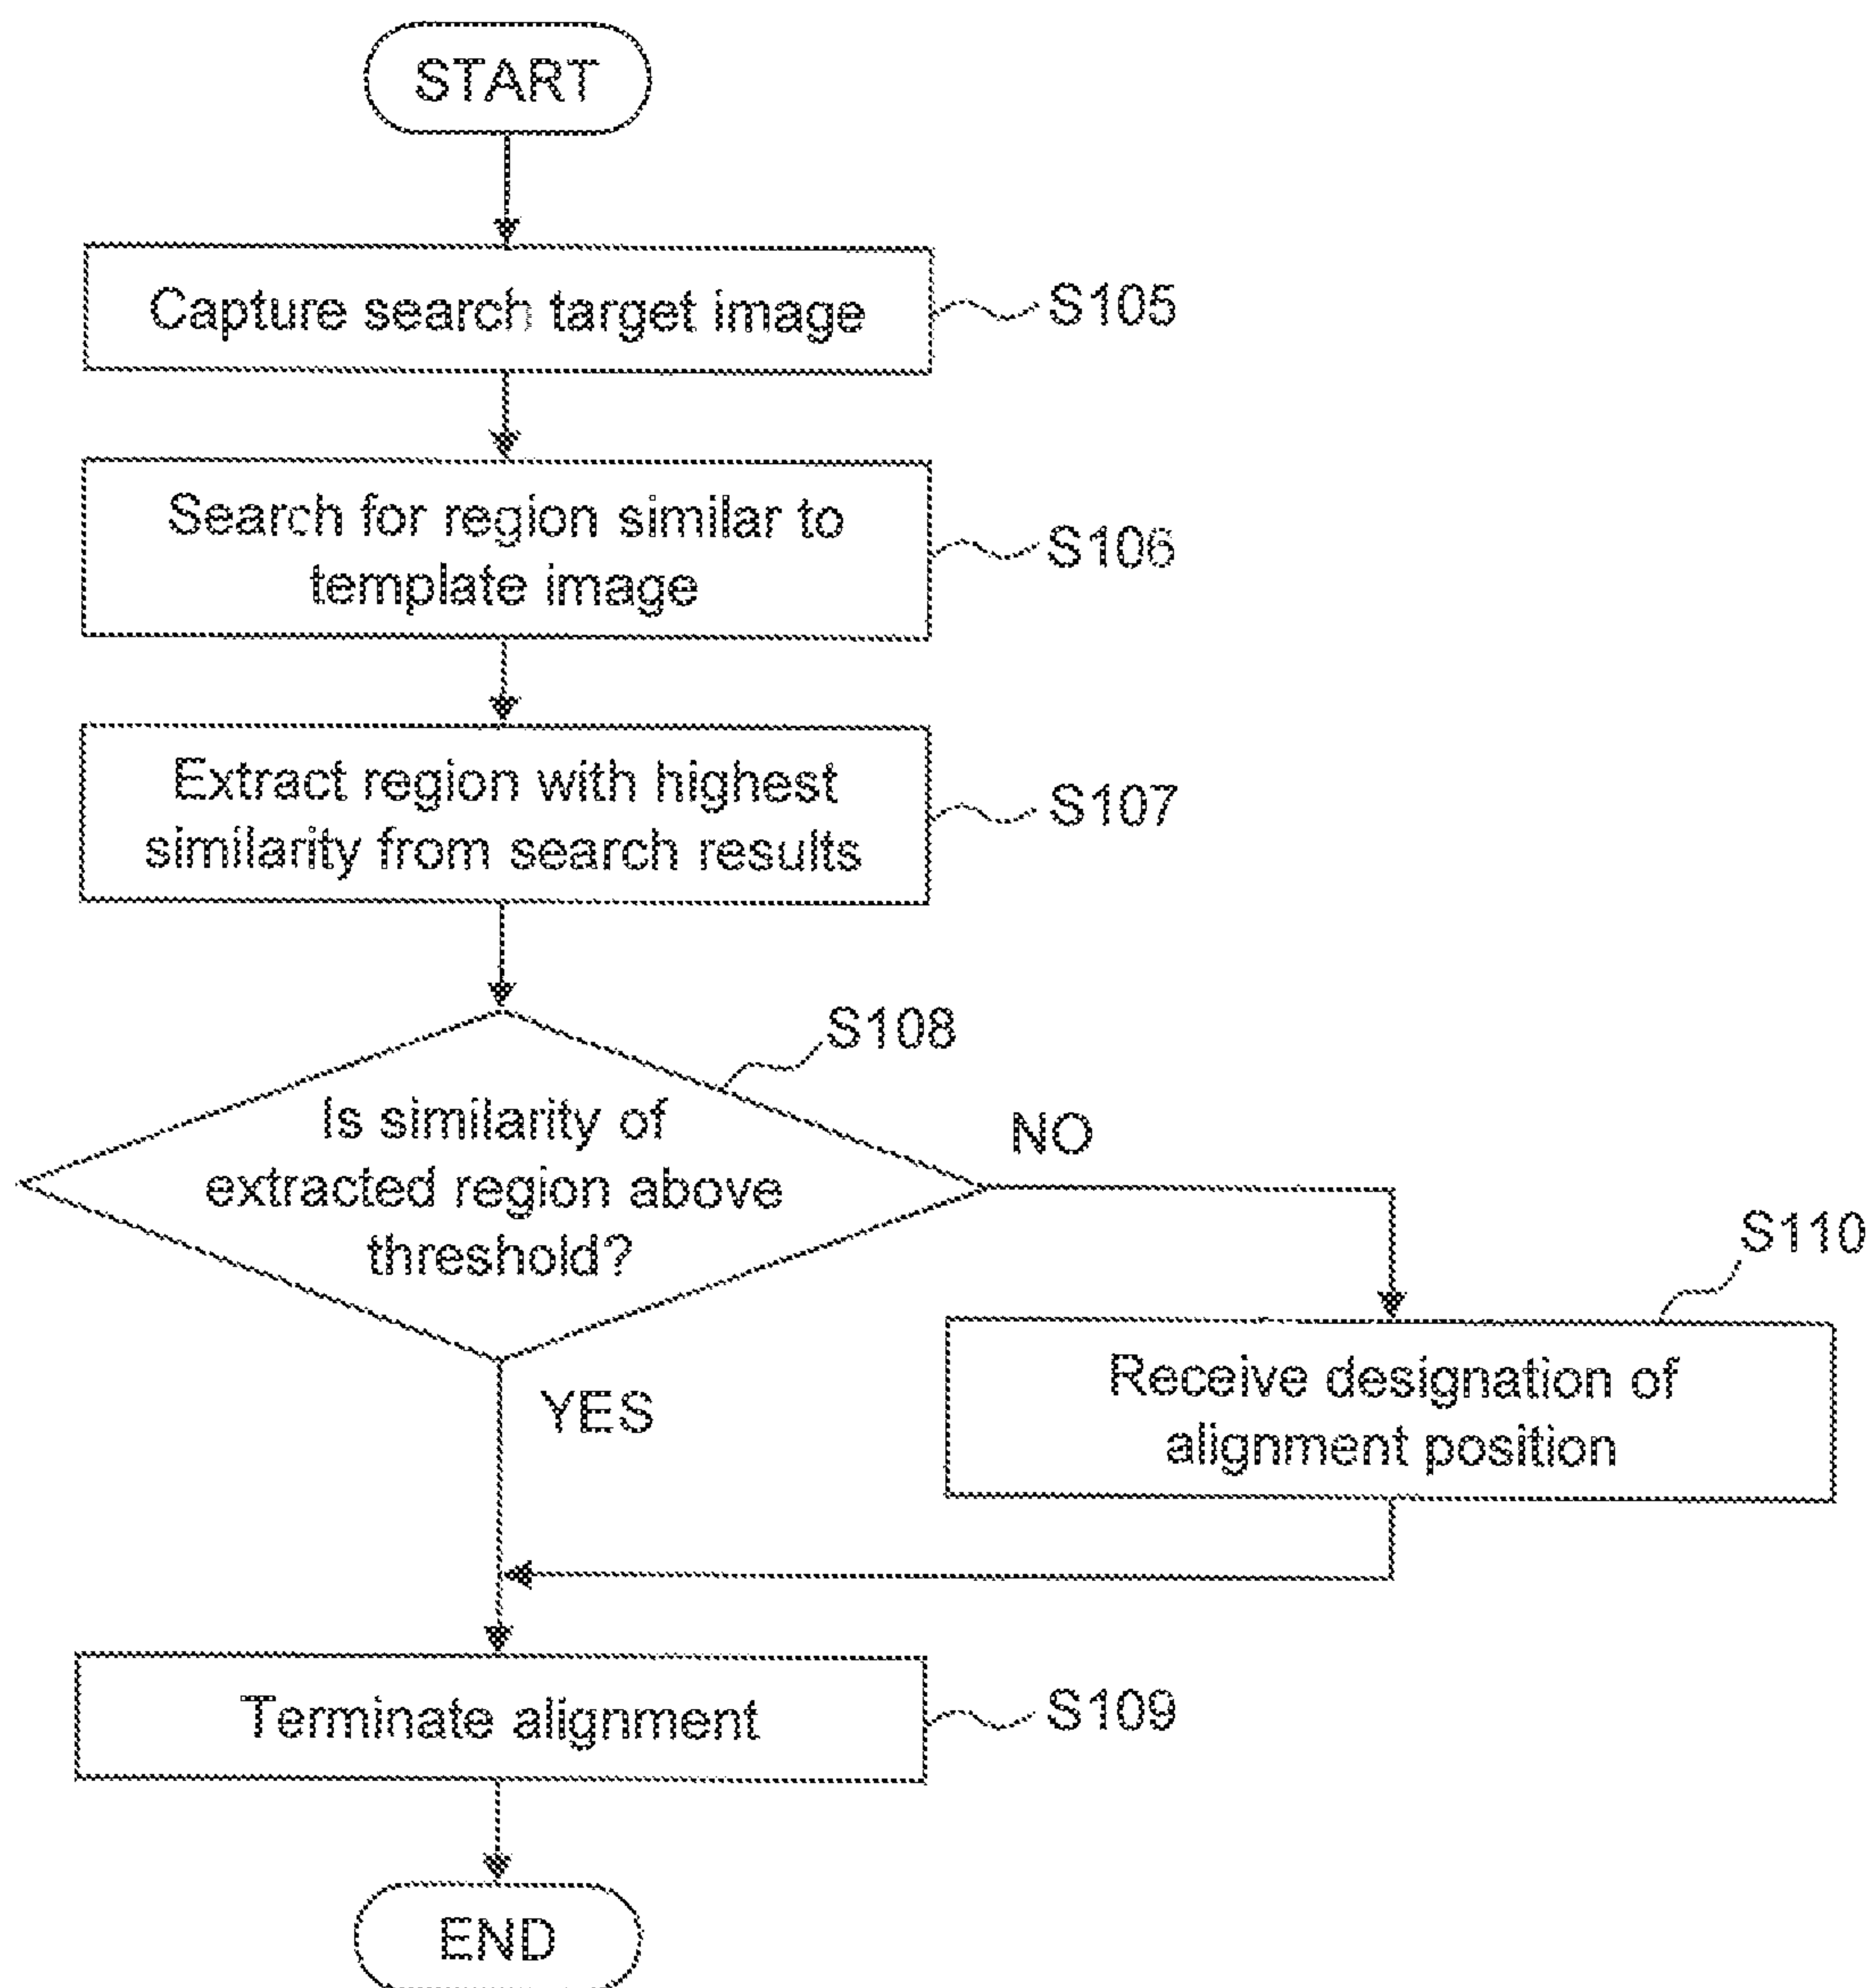 START
Capture search target image
S105
Search for region similar to
template image
S106
Extract region with highest
similarity from search results
S107
S108
Is similarity of
extracted region above
threshold?
NO
YES
S110
Receive designation of
alignment position
Terminate alignment
S109
END